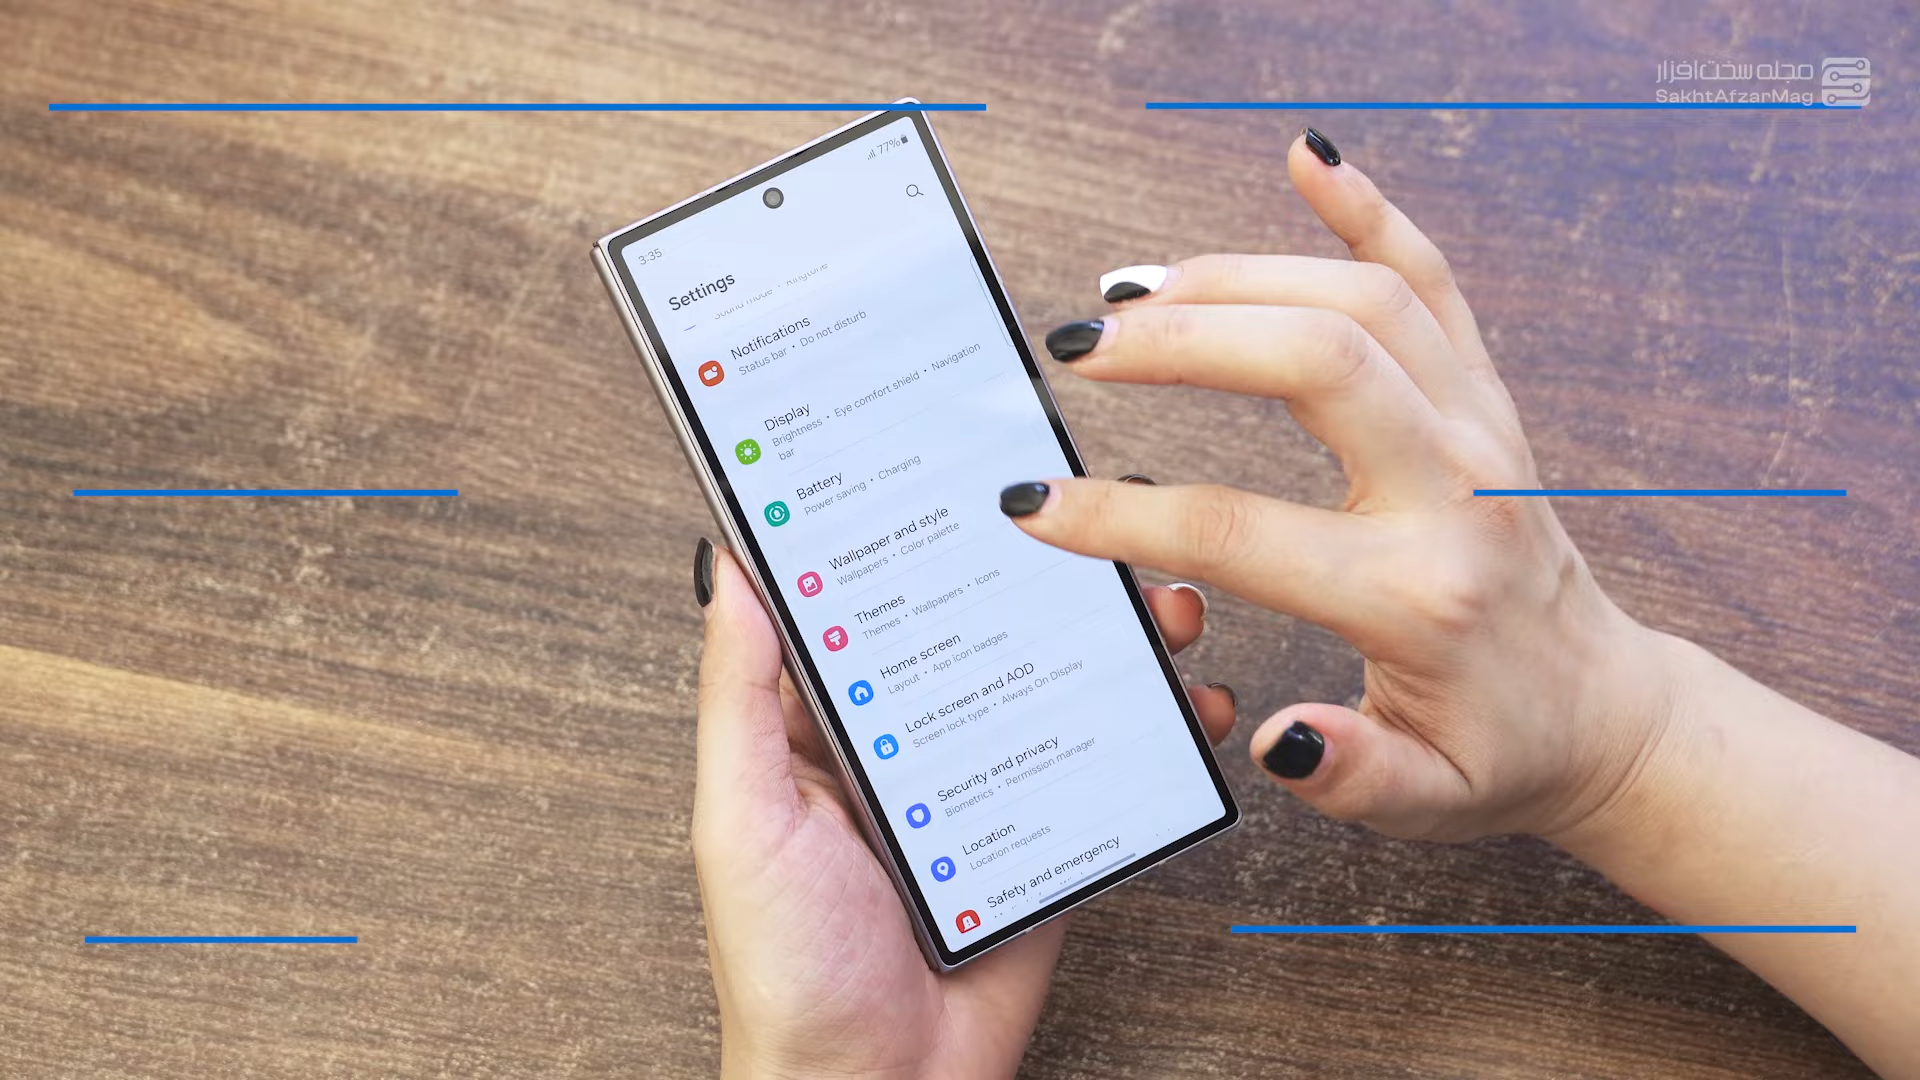 مجله سخت‌افزار
SakhtAfzarMag
77%
3:35
Settings
Sound mode • Ringtone
Notifications
Status bar • Do not disturb
Display
Brightness • Eye comfort shield • Navigation
bar
Battery
Power saving • Charging
Wallpaper and style
Wallpapers • Color palette
Themes
Themes • Wallpapers • Icons
Home screen
Layout • App icon badges
Lock screen and AOD
Screen lock type • Always On Display
Security and privacy
Biometrics • Permission manager
Location
Location requests
Safety and emergency